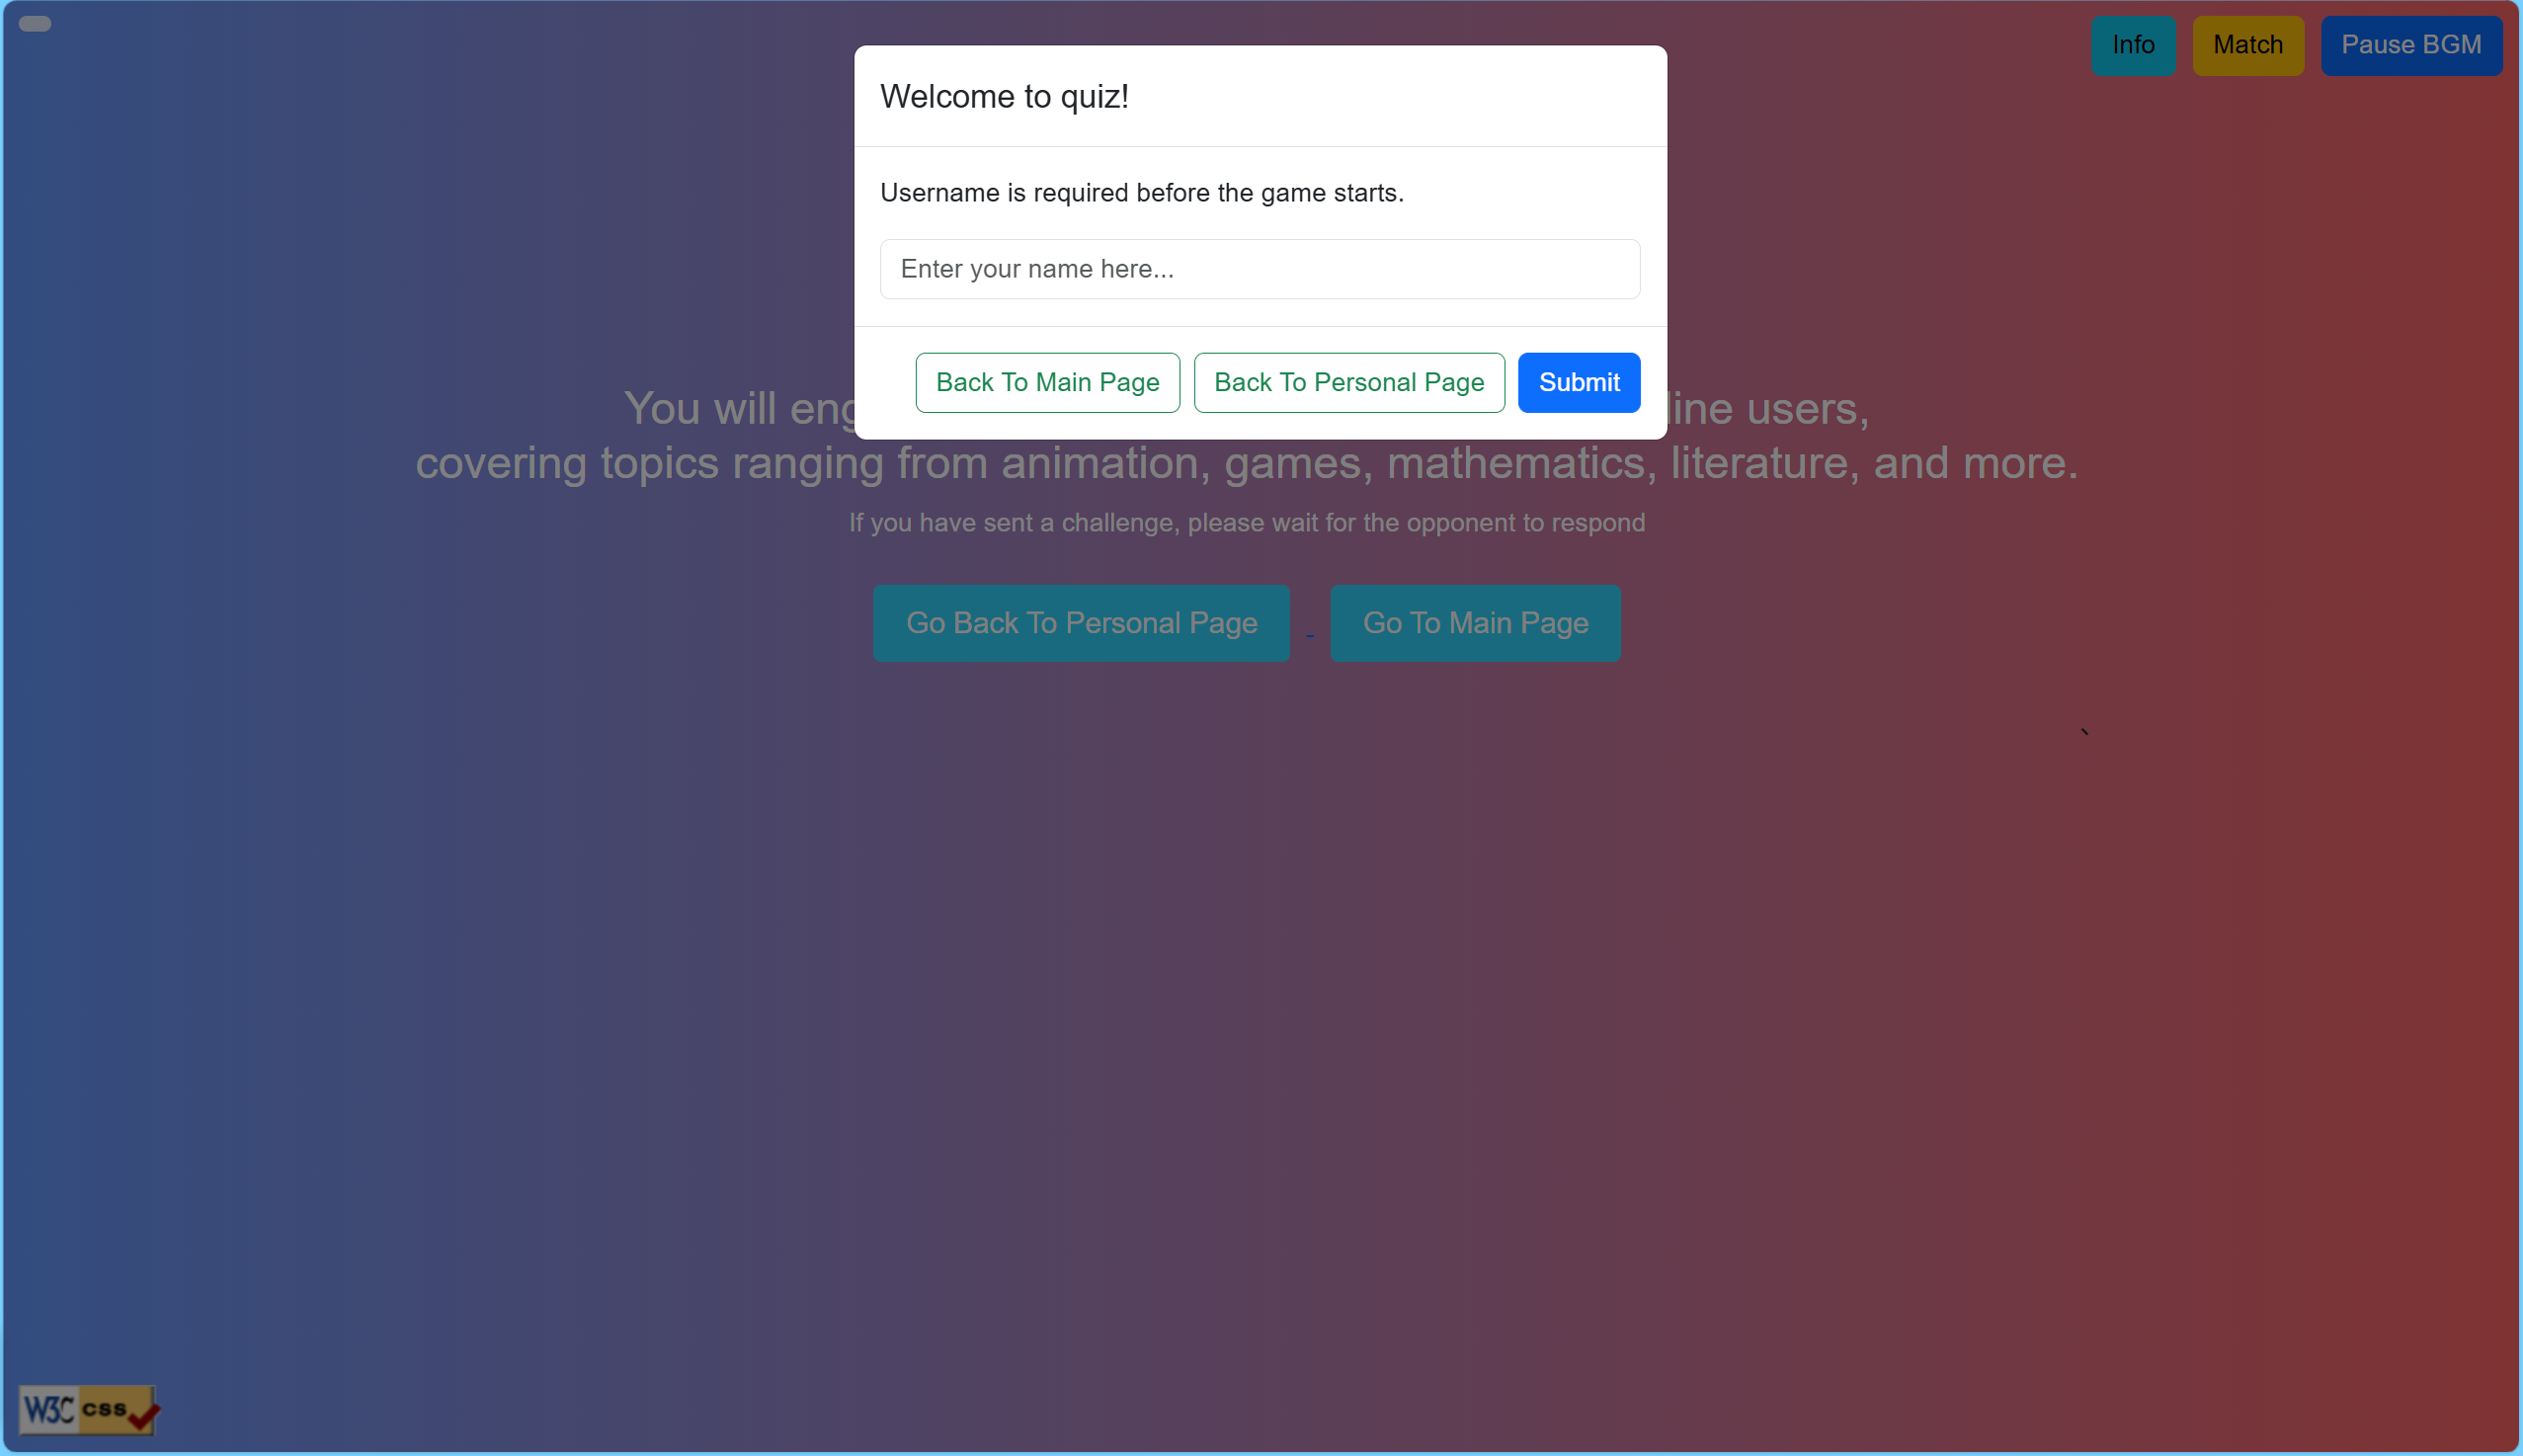 Info Match Pause BGM
Welcome to quiz!
Username is required before the game starts.
Enter your name here...
Back To Main Page Back To Personal Page Submit
You will line users,
covering topics ranging from animation, games, mathematics, literature, and more.
If you have sent a challenge, please wait for the opponent to respond
Go Back To Personal Page - Go To Main Page
、
W3C css